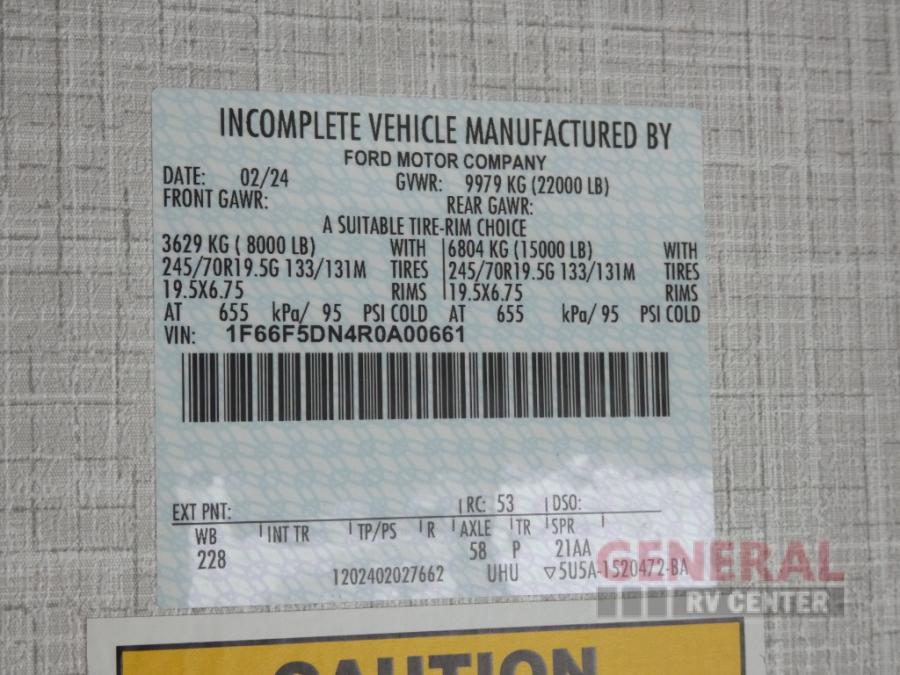 INCOMPLETE VEHICLE MANUFACTURED BY
FORD MOTOR COMPANY
DATE: 02/24 GVWR: 9979 KG (22000 LB)
FRONT GAWR: REAR GAWR:
A SUITABLE TIRE-RIM CHOICE
3629 KG ( 8000 LB) WITH 6804 KG (15000 LB) WITH
245/70R19.5G 133/131M TIRES 245/70R19.5G 133/131M TIRES
19.5X6.75 RIMS 19.5X6.75 RIMS
AT 655 kPa/ 95 PSI COLD AT 655 kPa/ 95 PSI COLD
VIN: 1F66F5DN4R0A00661
EXT PNT: RC: 53 DSO:
WB INT TR TP/PS R AXLE TR SPR
228 58 P 21AA
1202402027662 UHU ▽5U5A-1520472-BA
GENERAL
RV CENTER
CAUTION